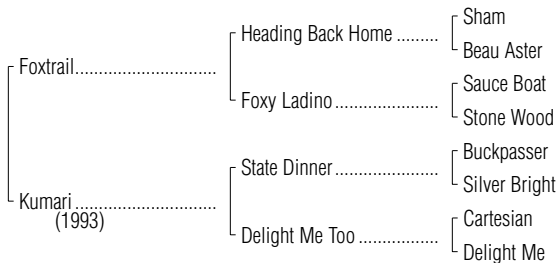 Sham
Heading Back Home .........
Beau Aster
Foxtrail..............................
Sauce Boat
Foxy Ladino ......................
Stone Wood
Buckpasser
State Dinner......................
Silver Bright
Kumari .............................
(1993)
Cartesian
Delight Me Too .................
Delight Me